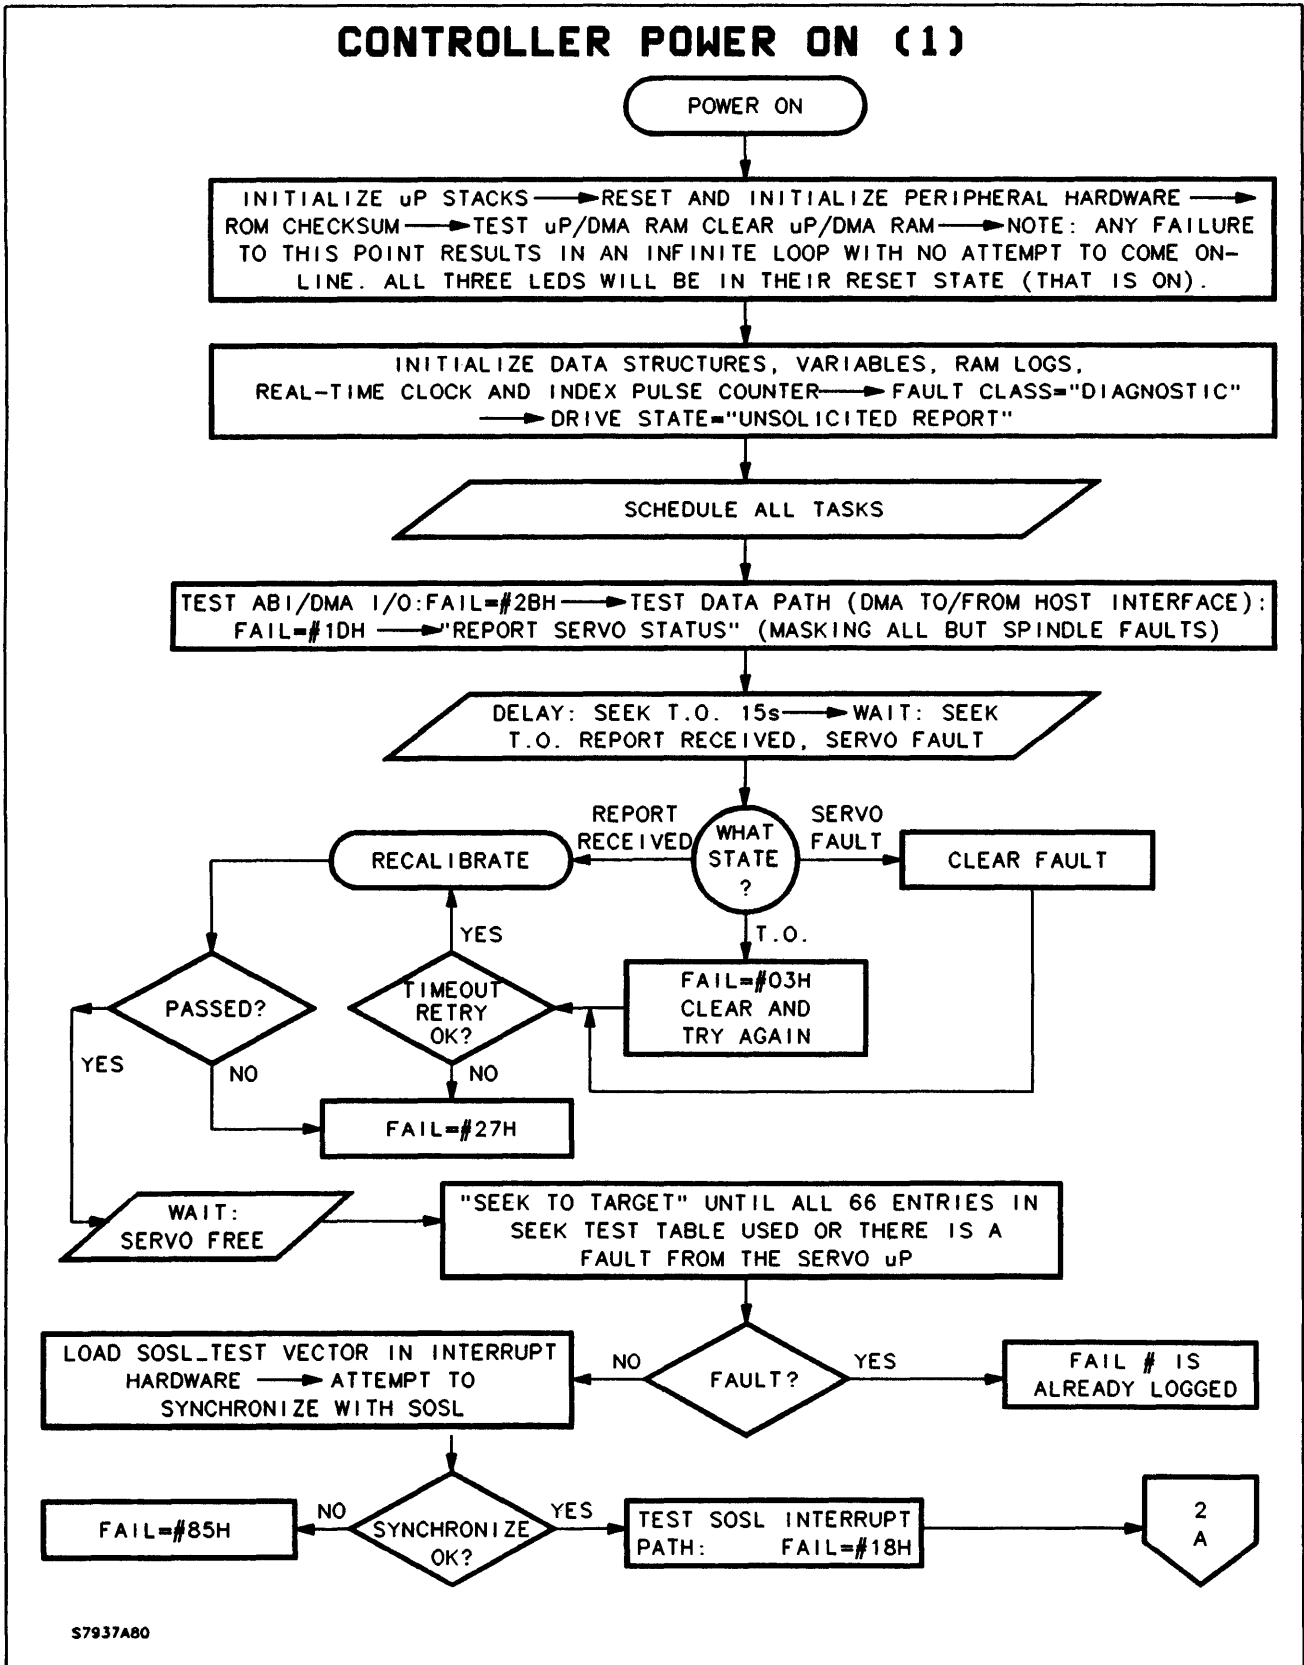 CONTROLLER POWER ON (1)
POWER ON
INITIALIZE uP STACKS → RESET AND INITIALIZE PERIPHERAL HARDWARE →
ROM CHECKSUM → TEST uP/DMA RAM CLEAR uP/DMA RAM → NOTE: ANY FAILURE
TO THIS POINT RESULTS IN AN INFINITE LOOP WITH NO ATTEMPT TO COME ON-
LINE. ALL THREE LEDS WILL BE IN THEIR RESET STATE (THAT IS ON).
INITIALIZE DATA STRUCTURES, VARIABLES, RAM LOGS,
REAL-TIME CLOCK AND INDEX PULSE COUNTER → FAULT CLASS="DIAGNOSTIC"
→ DRIVE STATE="UNSOLICITED REPORT"
SCHEDULE ALL TASKS
TEST ABI/DMA I/O:FAIL=#2BH → TEST DATA PATH (DMA TO/FROM HOST INTERFACE):
FAIL=#1DH → "REPORT SERVO STATUS" (MASKING ALL BUT SPINDLE FAULTS)
DELAY: SEEK T.O. 15s → WAIT: SEEK
T.O. REPORT RECEIVED, SERVO FAULT
REPORT
RECEIVED
WHAT
STATE
?
SERVO
FAULT
RECALIBRATE
CLEAR FAULT
YES
T.O.
PASSED?
TIMEOUT
RETRY
OK?
FAIL=#03H
CLEAR AND
TRY AGAIN
YES
NO
NO
FAIL=#27H
WAIT:
SERVO FREE
"SEEK TO TARGET" UNTIL ALL 66 ENTRIES IN
SEEK TEST TABLE USED OR THERE IS A
FAULT FROM THE SERVO uP
LOAD SOSL_TEST VECTOR IN INTERRUPT
HARDWARE → ATTEMPT TO
SYNCHRONIZE WITH SOSL
NO
FAULT?
YES
FAIL # IS
ALREADY LOGGED
FAIL=#85H
NO
SYNCHRONIZE
OK?
YES
TEST SOSL INTERRUPT
PATH: FAIL=#18H
2
A
S7937A80